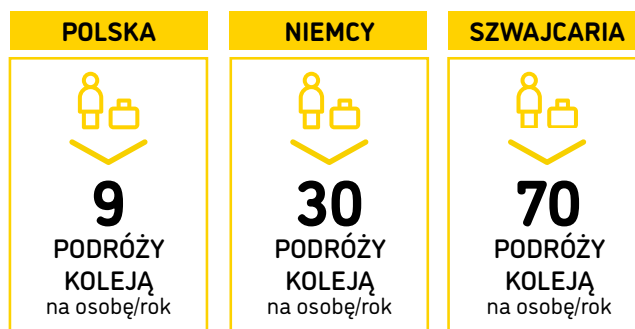 POLSKA
9
PODRÓŻY
KOLEJĄ
na osobę/rok
NIEMCY
30
PODRÓŻY
KOLEJĄ
na osobę/rok
SZWAJCARIA
70
PODRÓŻY
KOLEJĄ
na osobę/rok